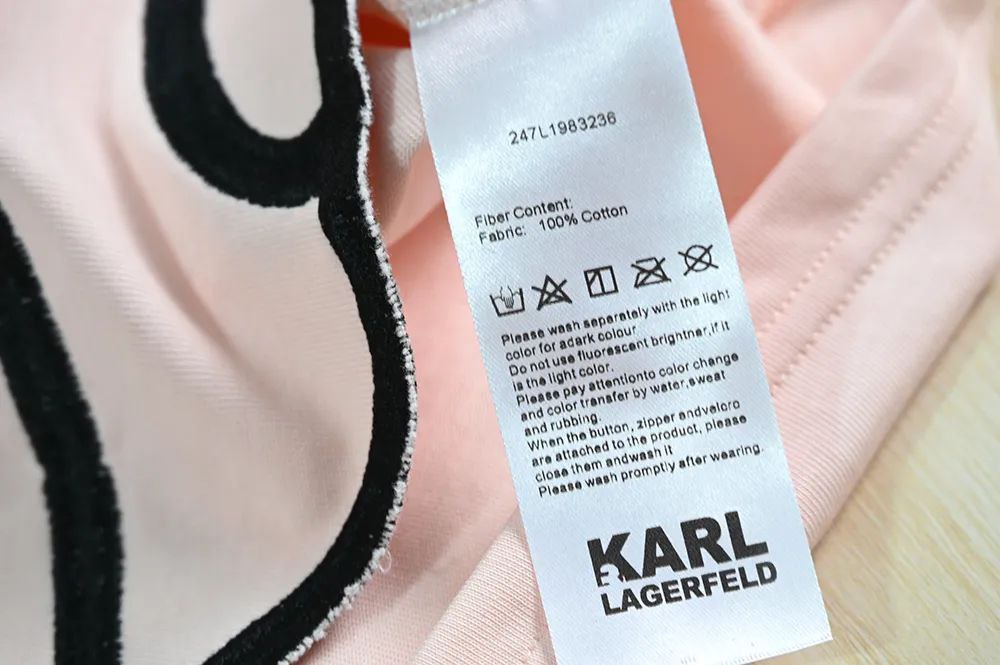 247L1983236
Fiber Content:
Fabric: 100% Cotton
Please wash separately with the light
color for adark colour
Do not use fluorescent brightner,if it
is the light color.
Please pay attentionto color change
and color transfer by water,sweat
and rubbing.
When the button, zipper andveloro
are attached to the product, please
close them andwash it
Please wash promptly after wearing.
KARL
LAGERFELD